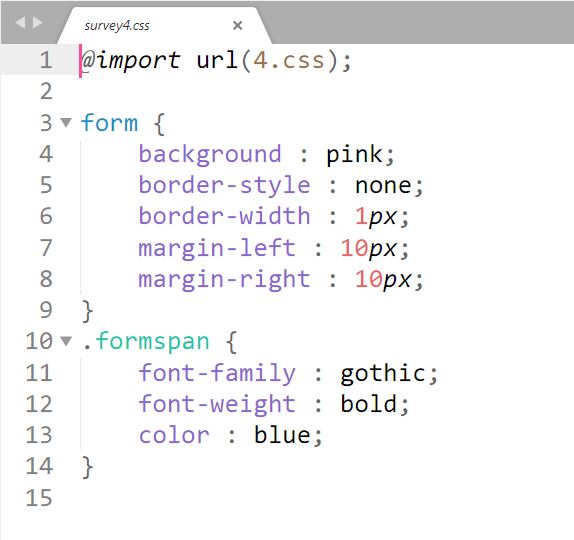 survey4.css ×
1 @import url(4.css);
2
3 form {
4 background : pink;
5 border-style : none;
6 border-width : 1px;
7 margin-left : 10px;
8 margin-right : 10px;
9 }
10 .formspan {
11 font-family : gothic;
12 font-weight : bold;
13 color : blue;
14 }
15